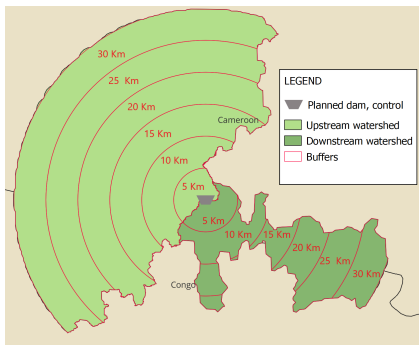 30 Km
25 Km
20 Km
15 Km
10 Km
5 Km
Cameroon
LEGEND
Planned dam, control
Upstream watershed
Downstream watershed
Buffers
5 Km
10 Km
15 Km
20 Km
25 Km
30 Km
Congo